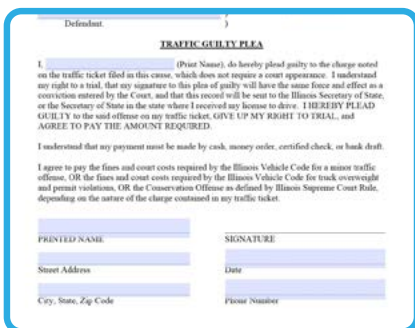 Defendant. )
TRAFFIC GUILTY PLEA
I, (Print Name), do hereby plead guilty to the charge noted
on the traffic ticket filed in this cause, which does not require a court appearance. I understand
my right to a trial, that my signature to this plea of guilty will have the same force and effect as a
conviction entered by the Court, and that this record will be sent to the Illinois Secretary of State,
or the Secretary of State in the state where I received my license to drive. I HEREBY PLEAD
GUILTY to the said offense on my traffic ticket, GIVE UP MY RIGHT TO TRIAL, and
AGREE TO PAY THE AMOUNT REQUIRED.
I understand that my payment must be made by cash, money order, certified check, or bank draft.
I agree to pay the fines and court costs required by the Illinois Vehicle Code for a minor traffic
offense, OR the fines and court costs required by the Illinois Vehicle Code for truck overweight
and permit violations, OR the Conservation Offense as defined by Illinois Supreme Court Rule,
depending on the nature of the charge contained in my traffic ticket.
PRINTED NAME SIGNATURE
Street Address Date
City, State, Zip Code Phone Number